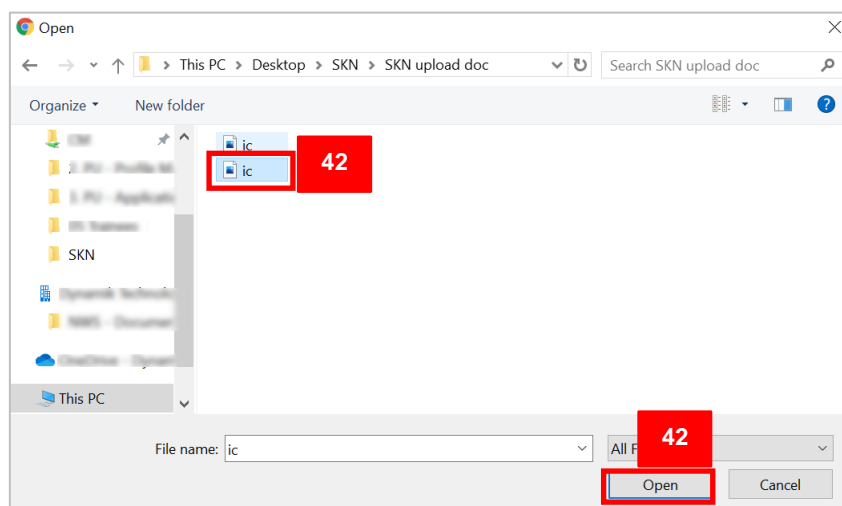 Open
This PC > Desktop > SKN > SKN upload doc
Search SKN upload doc
Organize
New folder
ic
ic
42
SKN
This PC
File name: ic
All F
42
Open
Cancel